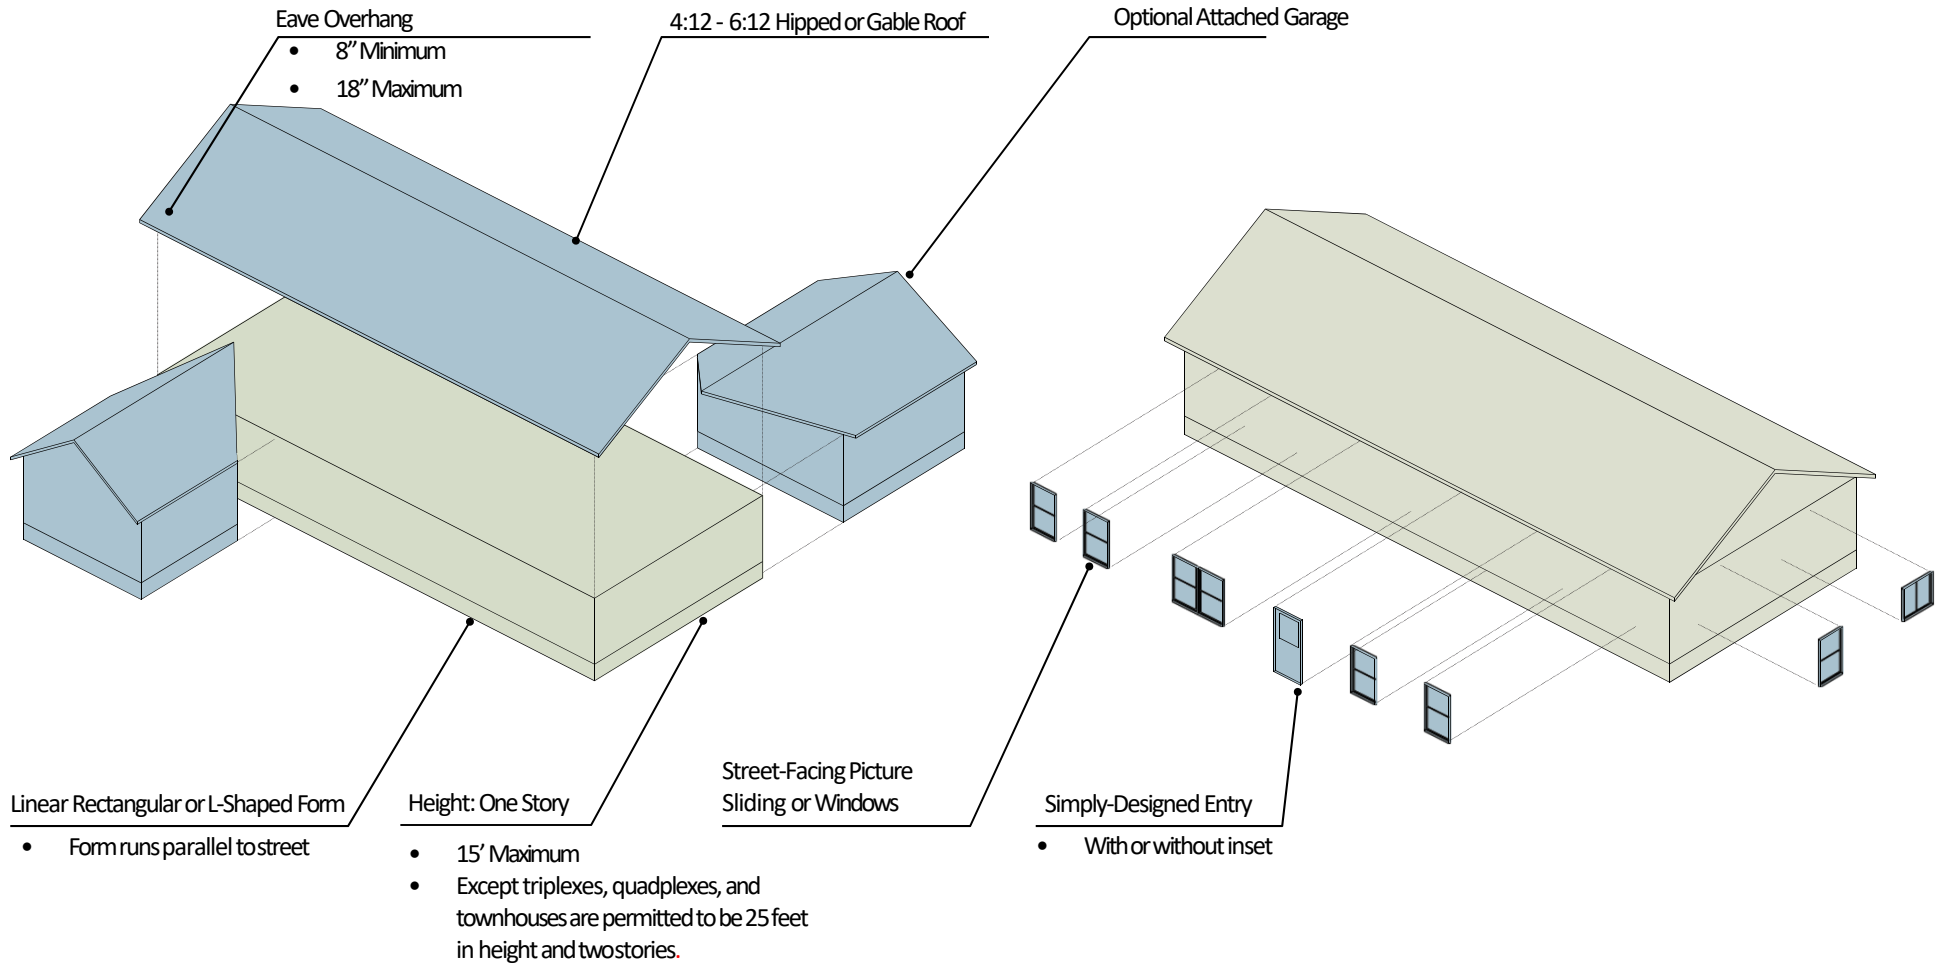 Eave Overhang
• 8” Minimum
• 18” Maximum
4:12 - 6:12 Hipped or Gable Roof
Optional Attached Garage
Linear Rectangular or L-Shaped Form
• Form runs parallel to street
Height: One Story
• 15’ Maximum
• Except triplexes, quadplexes, and
townhouses are permitted to be 25 feet
in height and two stories.
Street-Facing Picture
Sliding or Windows
Simply-Designed Entry
• With or without inset